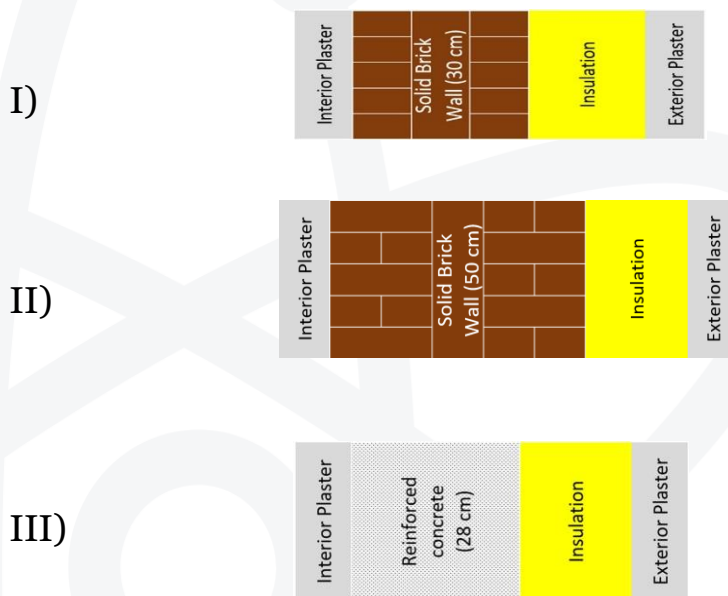 I)
Interior Plaster
Solid Brick
Wall (30 cm)
Insulation
Exterior Plaster
II)
Interior Plaster
Solid Brick
Wall (50 cm)
Insulation
Exterior Plaster
III)
Interior Plaster
Reinforced
concrete
(28 cm)
Insulation
Exterior Plaster